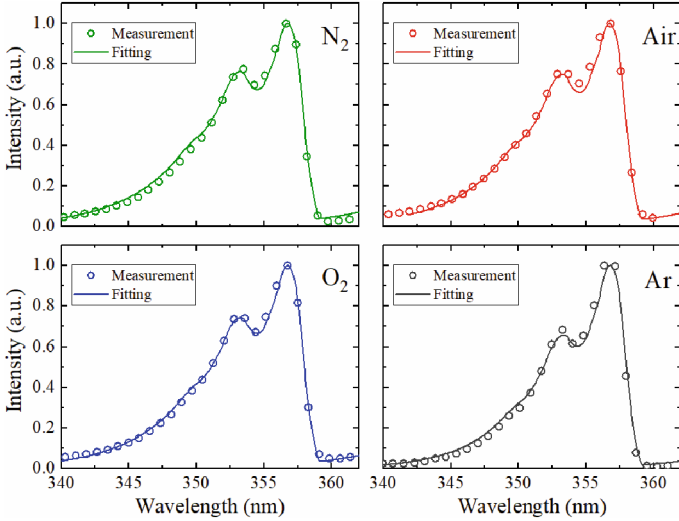 Measurement
Fitting
N2
1.0
0.8
0.6
0.4
0.2
0.0
Intensity (a.u.)
Measurement
Fitting
Air
Measurement
Fitting
O2
1.0
0.8
0.6
0.4
0.2
0.0
Intensity (a.u.)
340 345 350 355 360
Wavelength (nm)
Measurement
Fitting
Ar
340 345 350 355 360
Wavelength (nm)